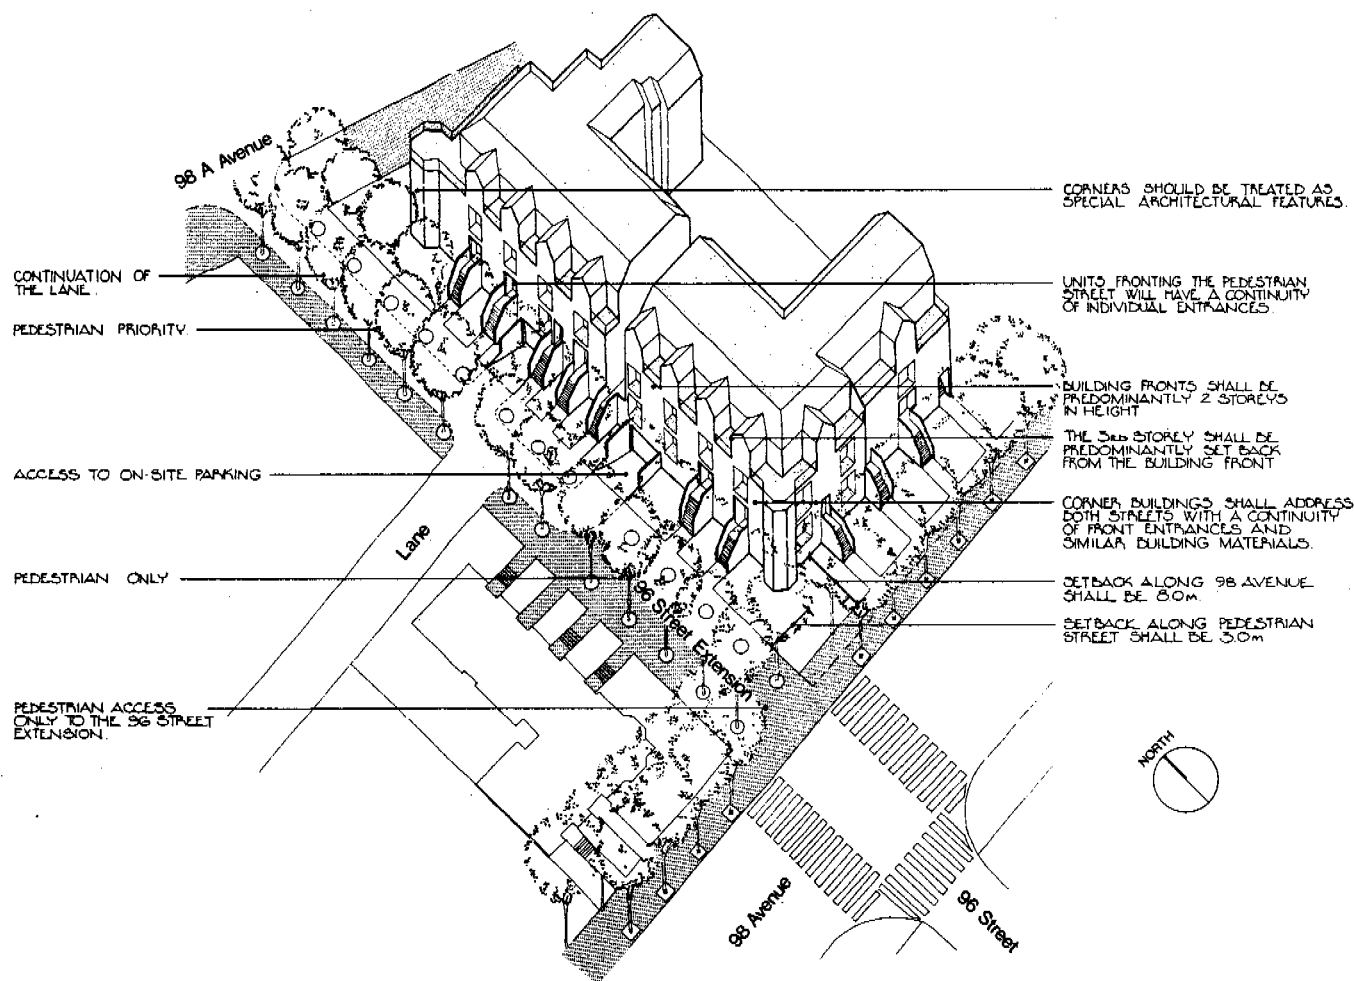 98 A Avenue
CORNERS SHOULD BE TREATED AS
SPECIAL ARCHITECTURAL FEATURES.
CONTINUATION OF
THE LANE.
UNITS FRONTING THE PEDESTRIAN
STREET WILL HAVE A CONTINUITY
OF INDIVIDUAL ENTRANCES.
PEDESTRIAN PRIORITY.
BUILDING FRONTS SHALL BE
PREDOMINANTLY 2 STOREYS
IN HEIGHT
THE 3RD STOREY SHALL BE
PREDOMINANTLY SET BACK
FROM THE BUILDING FRONT
ACCESS TO ON-SITE PARKING
CORNER BUILDINGS SHALL ADDRESS
BOTH STREETS WITH A CONTINUITY
OF FRONT ENTRANCES AND
SIMILAR BUILDING MATERIALS.
Lane
PEDESTRIAN ONLY
SETBACK ALONG 98 AVENUE
SHALL BE 8.0m.
96 Street Extension
SETBACK ALONG PEDESTRIAN
STREET SHALL BE 3.0m
PEDESTRIAN ACCESS
ONLY TO THE 96 STREET
EXTENSION.
NORTH
98 Avenue
96 Street